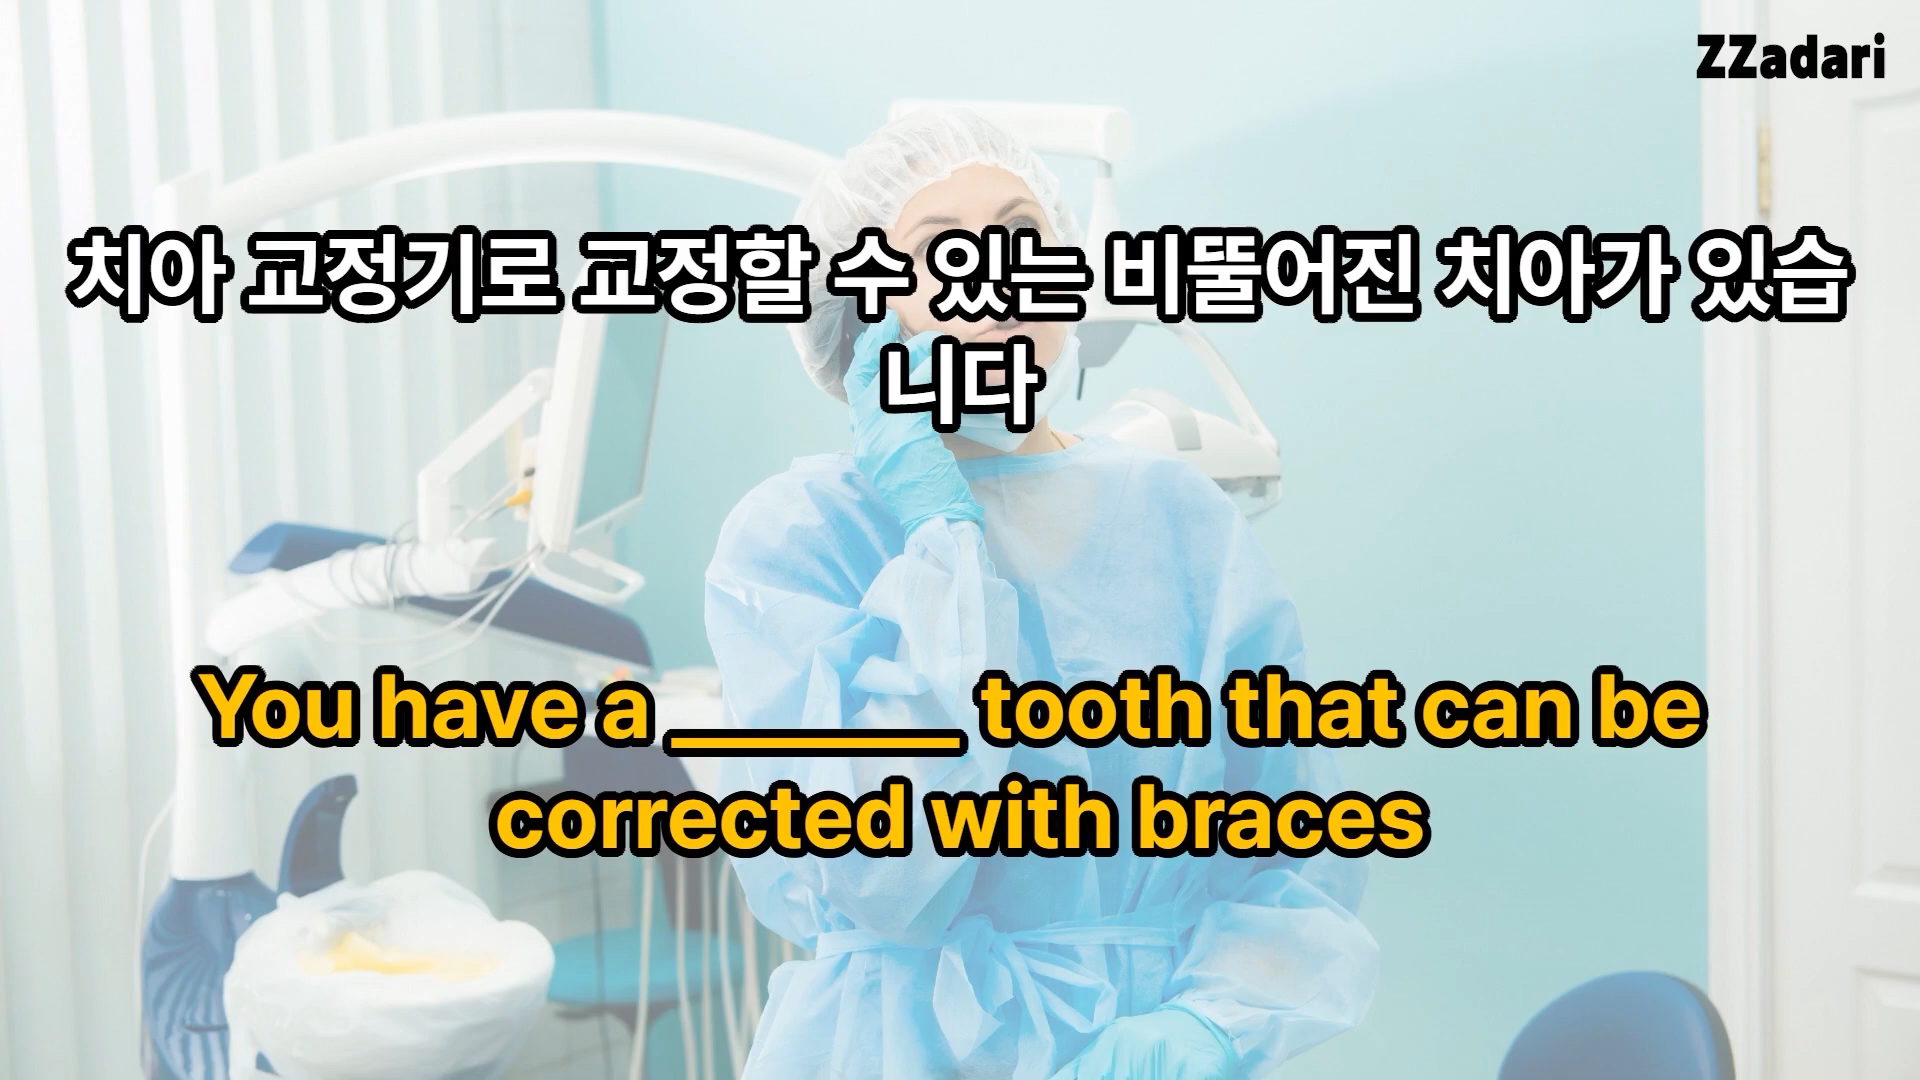 ZZadari
치아 교정기로 교정할 수 있는 비뚤어진 치아가 있습
니다
You have a ________ tooth that can be
corrected with braces